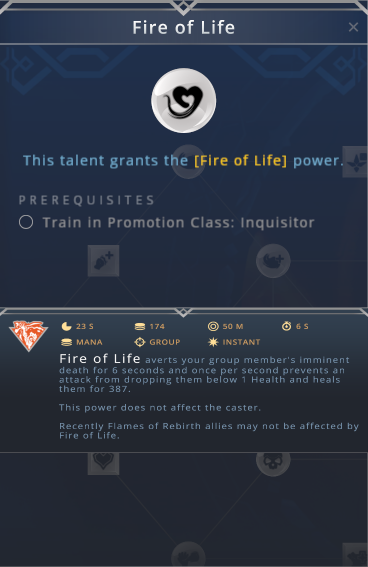 Fire of Life
This talent grants the [Fire of Life] power.
PREREQUISITES
Train in Promotion Class: Inquisitor
23 S 174 50 M 6 S
MANA GROUP INSTANT
Fire of Life averts your group member's imminent
death for 6 seconds and once per second prevents an
attack from dropping them below 1 Health and heals
them for 387.
This power does not affect the caster.
Recently Flames of Rebirth allies may not be affected by
Fire of Life.